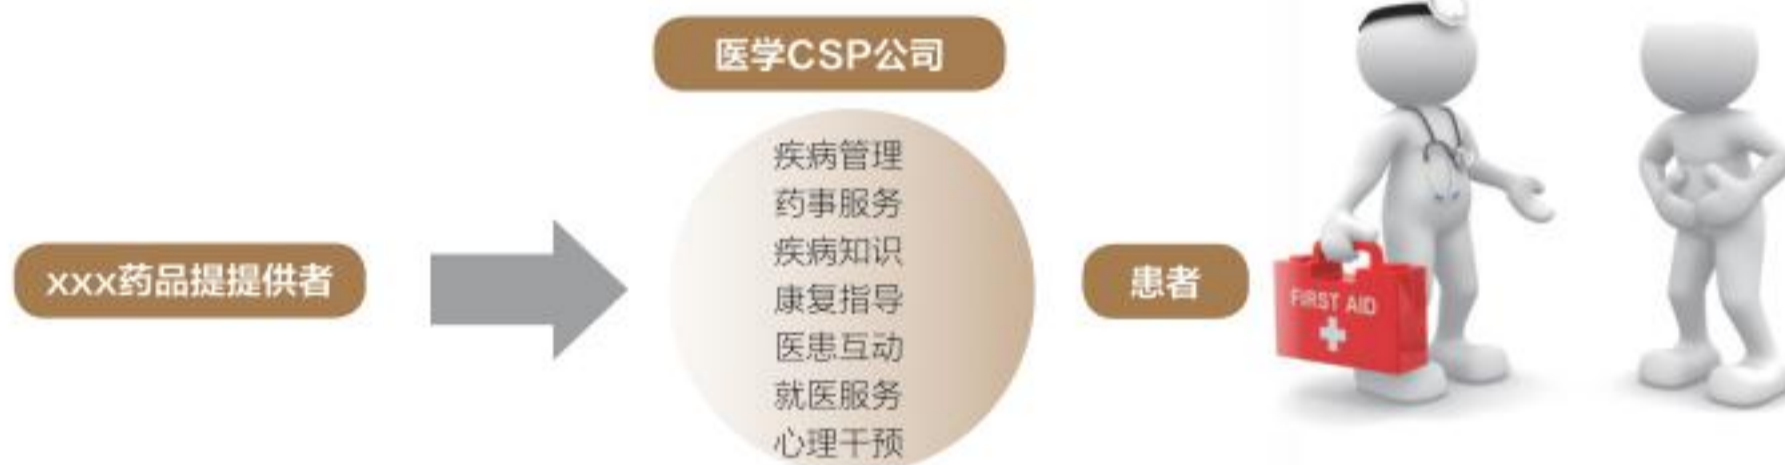 医学CSP公司
疾病管理
药事服务
疾病知识
康复指导
医患互动
就医服务
心理干预
xxx药品提提供者
患者
FIRST AID